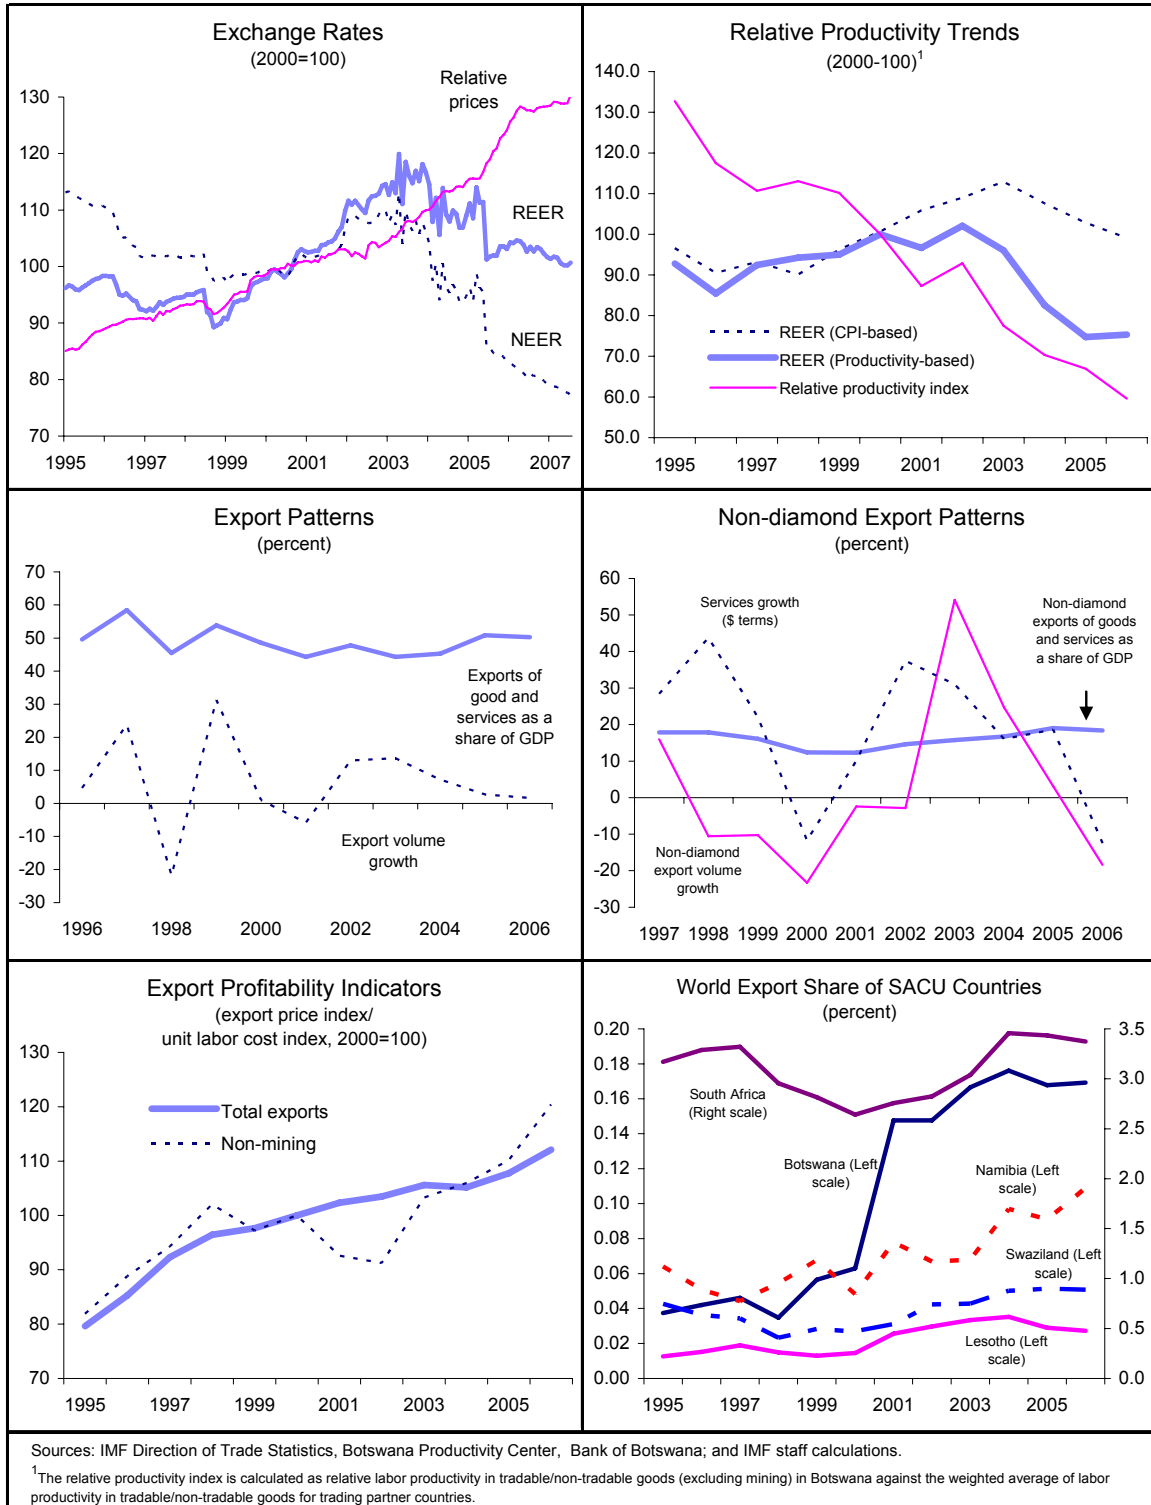 Exchange Rates
(2000=100)
Relative
prices
130
120
110
100
90
80
70
REER
NEER
1995 1997 1999 2001 2003 2005 2007
Relative Productivity Trends
(2000-100)1
140.0
130.0
120.0
110.0
100.0
90.0
80.0
70.0
60.0
50.0
REER (CPI-based)
REER (Productivity-based)
Relative productivity index
1995 1997 1999 2001 2003 2005
Export Patterns
(percent)
70
60
50
40
30
20
10
0
-10
-20
-30
Exports of
good and
services as a
share of GDP
Export volume
growth
1996 1998 2000 2002 2004 2006
Non-diamond Export Patterns
(percent)
60
50
40
30
20
10
0
-10
-20
-30
Services growth
($ terms)
Non-diamond
exports of goods
and services as
a share of GDP
Non-diamond
export volume
growth
1997 1998 1999 2000 2001 2002 2003 2004 2005 2006
Export Profitability Indicators
(export price index/
unit labor cost index, 2000=100)
130
120
110
100
90
80
70
Total exports
Non-mining
1995 1997 1999 2001 2003 2005
World Export Share of SACU Countries
(percent)
0.20
0.18
0.16
0.14
0.12
0.10
0.08
0.06
0.04
0.02
0.00
3.5
3.0
2.5
2.0
1.5
1.0
0.5
0.0
South Africa
(Right scale)
Botswana (Left
scale)
Namibia (Left
scale)
Swaziland (Left
scale)
Lesotho (Left
scale)
1995 1997 1999 2001 2003 2005
Sources: IMF Direction of Trade Statistics, Botswana Productivity Center,  Bank of Botswana; and IMF staff calculations.
1The relative productivity index is calculated as relative labor productivity in tradable/non-tradable goods (excluding mining) in Botswana against the weighted average of labor
productivity in tradable/non-tradable goods for trading partner countries.